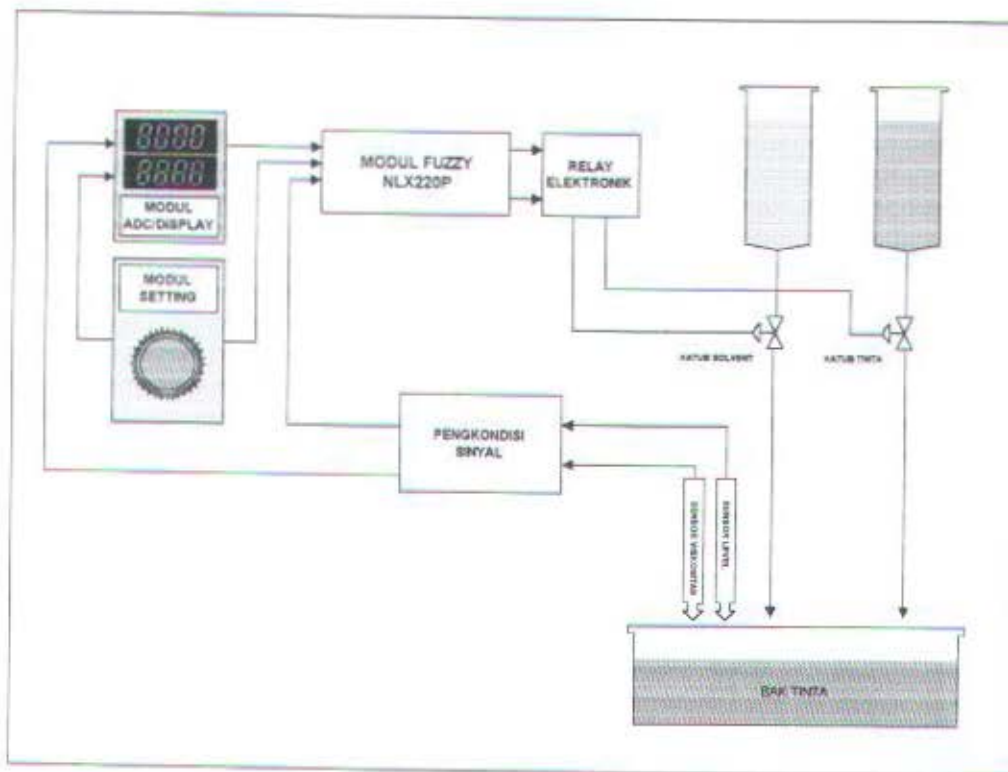 8888
8888
MODUL
ADC/DISPLAY
MODUL
SETTING
MODUL FUZZY
NLX220P
RELAY
ELEKTRONIK
KATUB SOLVENT
KATUB TINTA
PENGKONDISI
SINYAL
SENSOR VISKOSITAS
SENSOR LEVEL
BAK TINTA